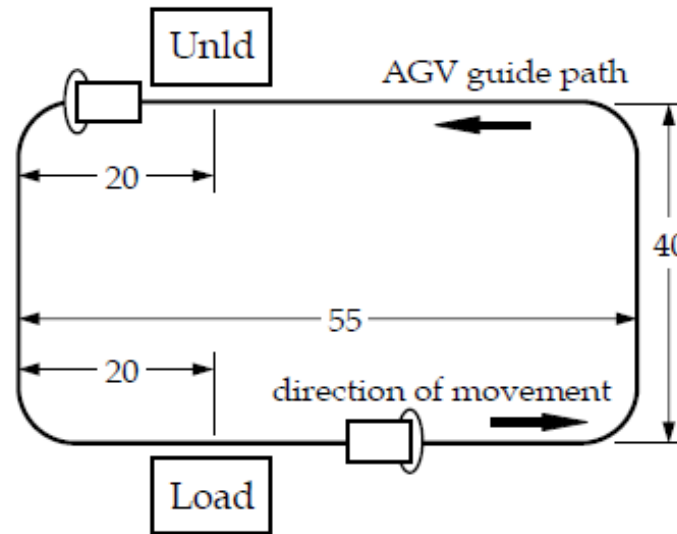 Unld
AGV guide path
20
40
55
20
direction of movement
Load